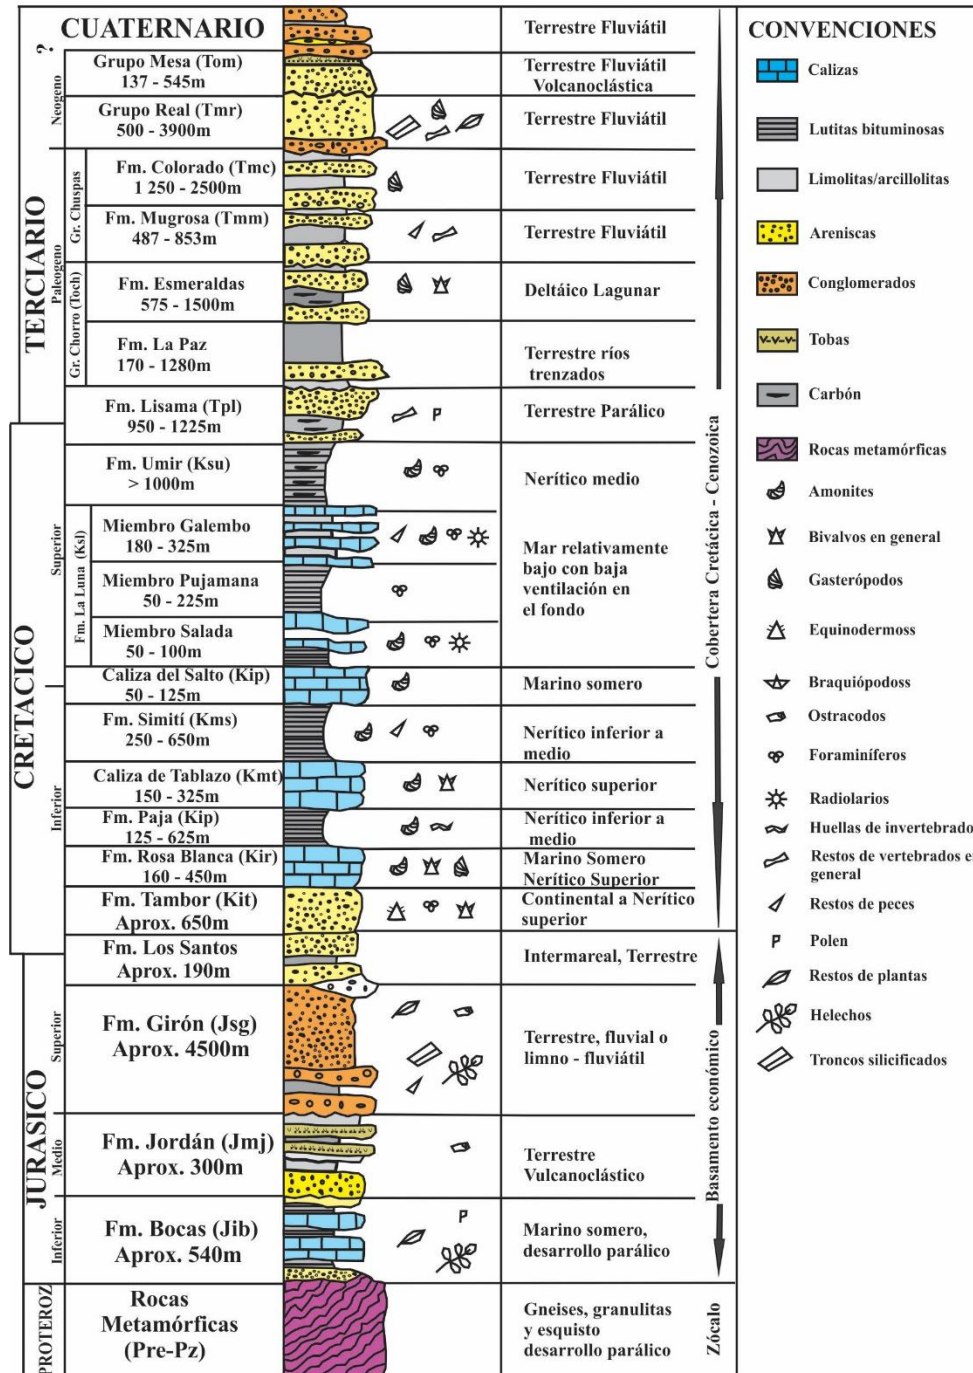 CUATERNARIO
Terrestre Fluviátil
?
TERCIARIO
Neogeno
Grupo Mesa (Tom)
137 - 545m
Terrestre Fluviátil
Volcanoclástica
Grupo Real (Tmr)
500 - 3900m
Terrestre Fluviátil
Paleogeno
Gr. Chuspas
Fm. Colorado (Tmc)
1 250 - 2500m
Terrestre Fluviátil
Fm. Mugrosa (Tmm)
487 - 853m
Terrestre Fluviátil
Gr. Chorro (Toch)
Fm. Esmeraldas
575 - 1500m
Deltáico Lagunar
Fm. La Paz
170 - 1280m
Terrestre ríos
trenzados
Fm. Lisama (Tpl)
950 - 1225m
Terrestre Parálico
CRETACICO
Superior
Fm. Umir (Ksu)
> 1000m
Nerítico medio
Fm. La Luna (Ksl)
Miembro Galembo
180 - 325m
Miembro Pujamana
50 - 225m
Miembro Salada
50 - 100m
Mar relativamente
bajo con baja
ventilación en
el fondo
Caliza del Salto (Kip)
50 - 125m
Marino somero
Inferior
Fm. Simití (Kms)
250 - 650m
Nerítico inferior a
medio
Caliza de Tablazo (Kmt)
150 - 325m
Nerítico superior
Fm. Paja (Kip)
125 - 625m
Nerítico inferior a
medio
Fm. Rosa Blanca (Kir)
160 - 450m
Marino Somero
Nerítico Superior
Fm. Tambor (Kit)
Aprox. 650m
Continental a Nerítico
superior
Fm. Los Santos
Aprox. 190m
Intermareal, Terrestre
JURASICO
Superior
Fm. Girón (Jsg)
Aprox. 4500m
Terrestre, fluvial o
limno - fluviátil
Medio
Fm. Jordán (Jmj)
Aprox. 300m
Terrestre
Vulcanoclástico
Inferior
Fm. Bocas (Jib)
Aprox. 540m
Marino somero,
desarrollo parálico
PROTEROZ
Rocas
Metamórficas
(Pre-Pz)
Gneises, granulitas
y esquisto
desarrollo parálico
Cobertera Cretácica - Cenozoica
Basamento económico
Zócalo
CONVENCIONES
Calizas
Lutitas bituminosas
Limolitas/arcillolitas
Areniscas
Conglomerados
Tobas
Carbón
Rocas metamórficas
Amonites
Bivalvos en general
Gasterópodos
Equinodermoss
Braquiópodoss
Ostracodos
Foraminíferos
Radiolarios
Huellas de invertebrado
Restos de vertebrados e
general
Restos de peces
P Polen
Restos de plantas
Helechos
Troncos silicificados